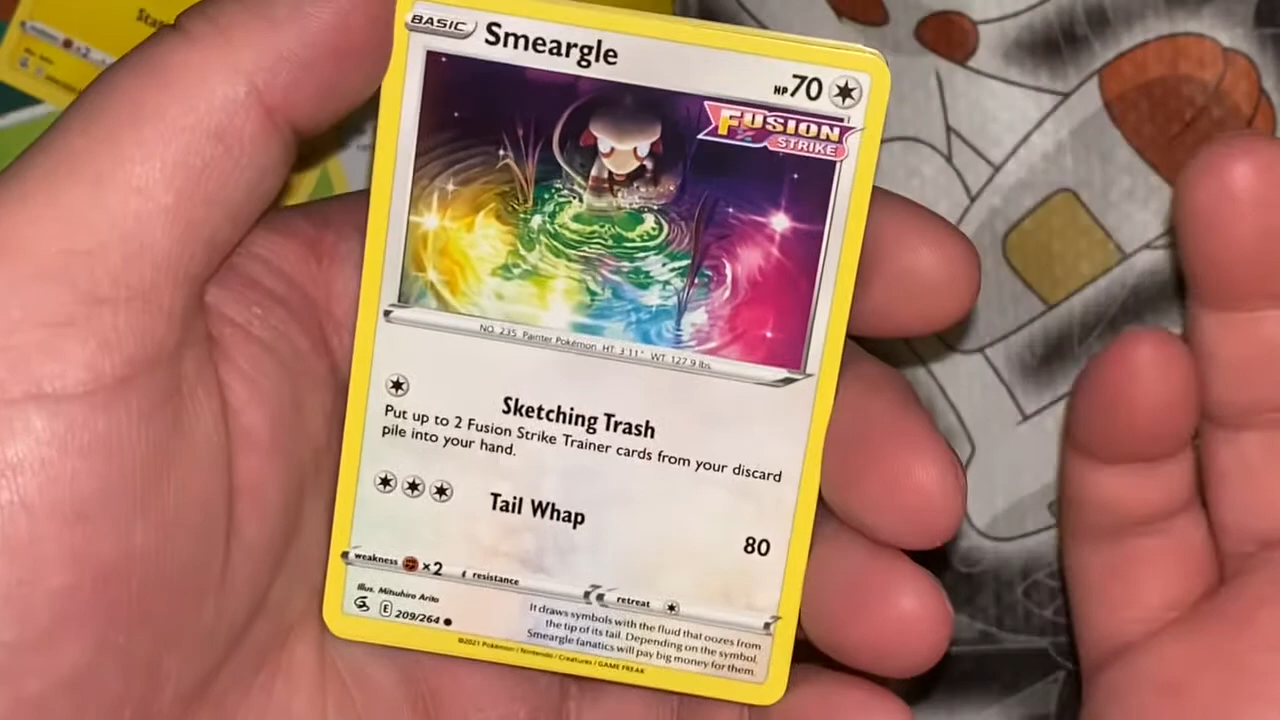 BASIC Smeargle HP 70
FUSION
STRIKE
NO. 235 Painter Pokémon HT 3'11" WT 127.9 lbs.
Sketching Trash
Put up to 2 Fusion Strike Trainer cards from your discard
pile into your hand.
Tail Whap
80
weakness ×2 resistance retreat
Illus. Mitsuhiro Arita
E 209/264
It draws symbols with the fluid that oozes from
the tip of its tail. Depending on the symbol,
Smeargle fanatics will pay big money for them.
©2021 Pokémon / Nintendo / Creatures / GAME FREAK